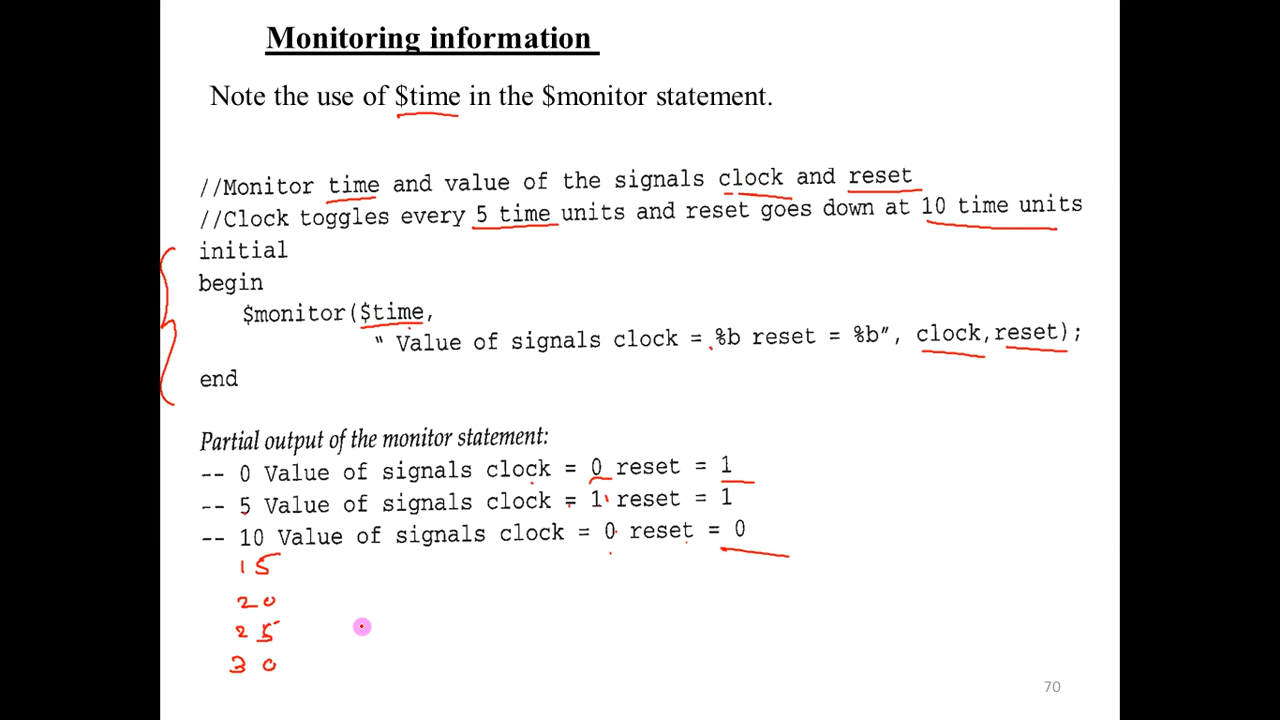 Monitoring information
Note the use of $time in the $monitor statement.
//Monitor time and value of the signals clock and reset
//Clock toggles every 5 time units and reset goes down at 10 time units
initial
begin
$monitor($time,
" Value of signals clock = %b reset = %b", clock,reset);
end
Partial output of the monitor statement:
-- 0 Value of signals clock = 0 reset = 1
-- 5 Value of signals clock = 1 reset = 1
-- 10 Value of signals clock = 0 reset = 0
15
20
25
30
70